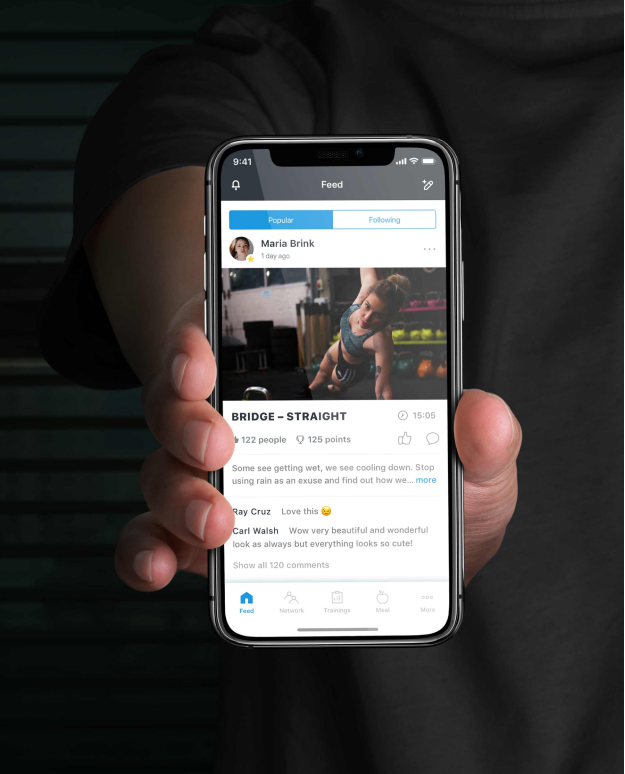 9:41
Feed
Popular Following
Maria Brink
1 day ago
BRIDGE – STRAIGHT 15:05
122 people 125 points
Some see getting wet, we see cooling down. Stop
using rain as an exuse and find out how we... more
Ray Cruz Love this 😉
Carl Walsh Wow very beautiful and wonderful
look as always but everything looks so cute!
Show all 120 comments
Feed Network Trainings Meal More